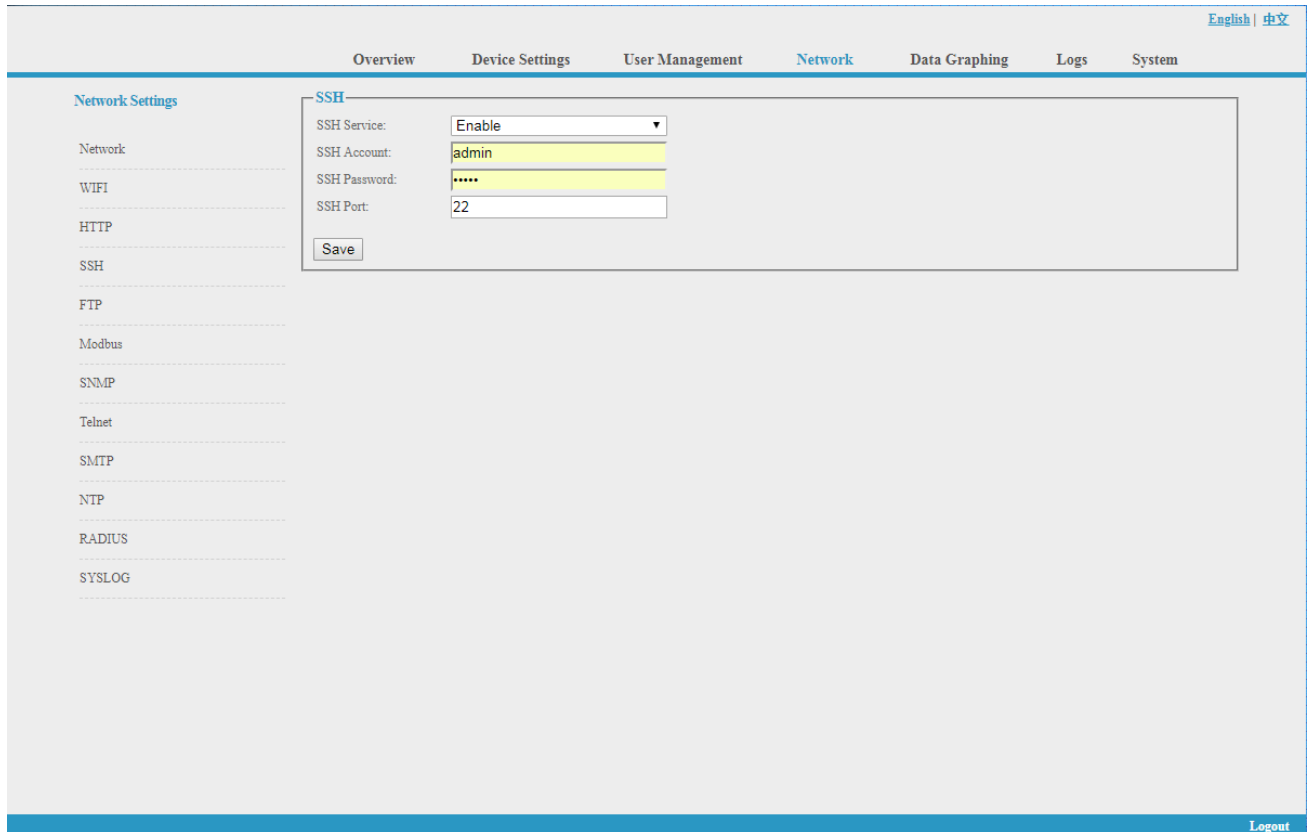 English | 中文
Overview Device Settings User Management Network Data Graphing Logs System
Network Settings
Network
WIFI
HTTP
SSH
FTP
Modbus
SNMP
Telnet
SMTP
NTP
RADIUS
SYSLOG
SSH
SSH Service: Enable
SSH Account: admin
SSH Password: •••••
SSH Port: 22
Save
Logout